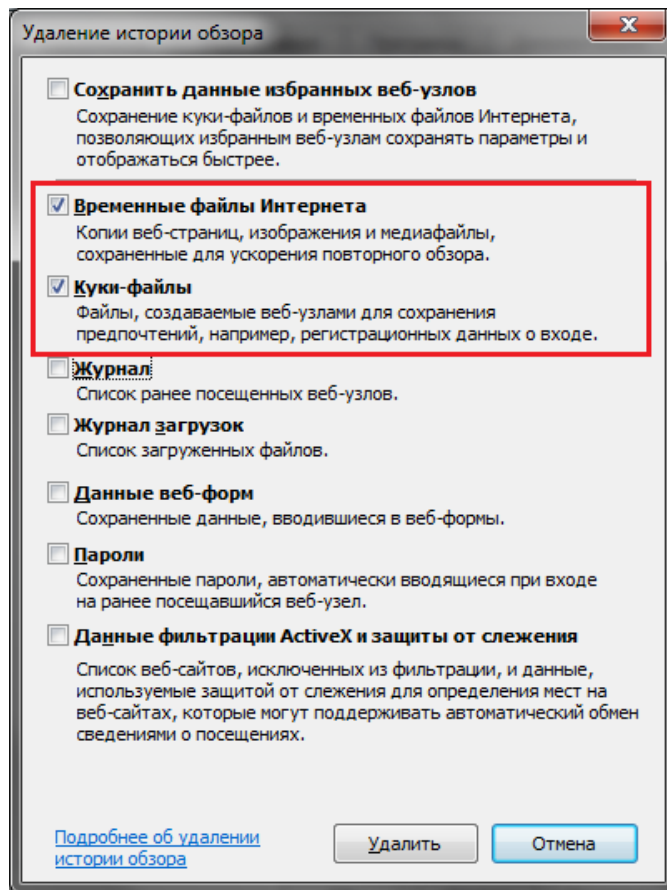 Удаление истории обзора
Сохранить данные избранных веб-узлов
Сохранение куки-файлов и временных файлов Интернета,
позволяющих избранным веб-узлам сохранять параметры и
отображаться быстрее.
Временные файлы Интернета
Копии веб-страниц, изображения и медиафайлы,
сохраненные для ускорения повторного обзора.
Куки-файлы
Файлы, создаваемые веб-узлами для сохранения
предпочтений, например, регистрационных данных о входе.
Журнал
Список ранее посещенных веб-узлов.
Журнал загрузок
Список загруженных файлов.
Данные веб-форм
Сохраненные данные, вводившиеся в веб-формы.
Пароли
Сохраненные пароли, автоматически вводящиеся при входе
на ранее посещавшийся веб-узел.
Данные фильтрации ActiveX и защиты от слежения
Список веб-сайтов, исключенных из фильтрации, и данные,
используемые защитой от слежения для определения мест на
веб-сайтах, которые могут поддерживать автоматический обмен
сведениями о посещениях.
Подробнее об удалении
истории обзора
Удалить
Отмена